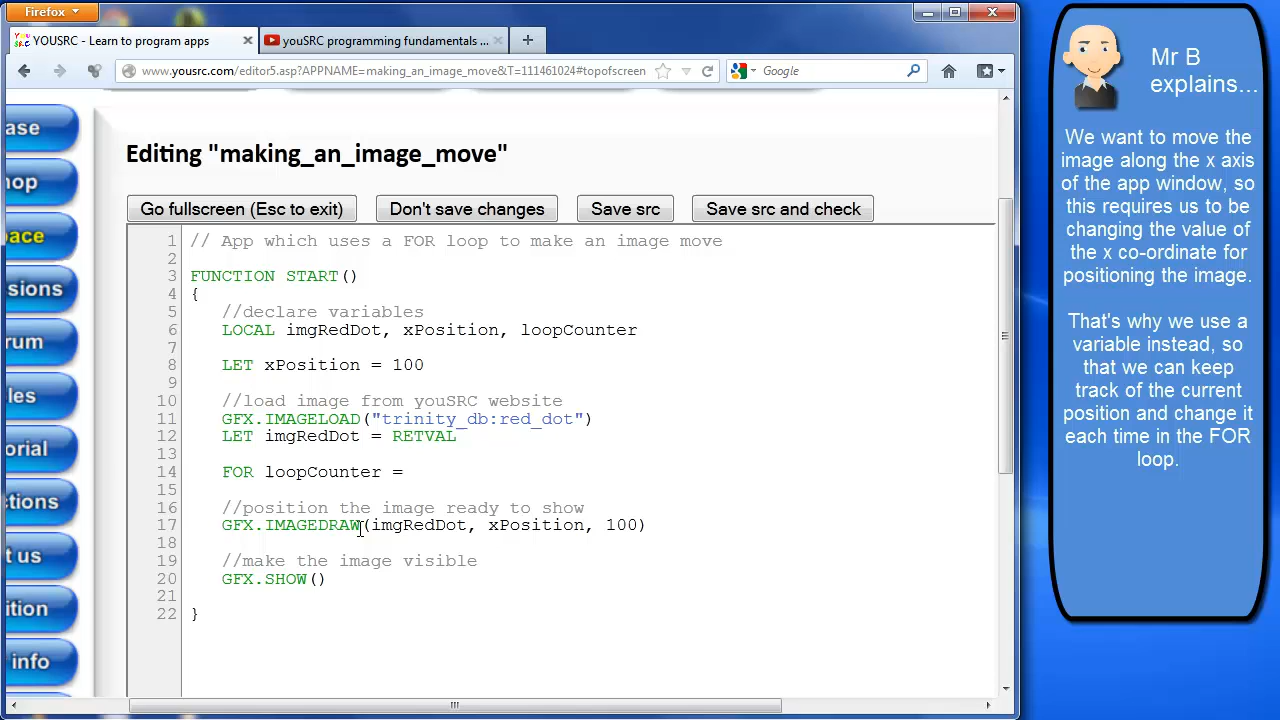 Firefox
YOUSRC - Learn to program apps
youSRC programming fundamentals ...
www.yousrc.com/editor5.asp?APPNAME=making_an_image_move&T=111461024#topofscreen
Google
ase
hop
pace
sions
rum
les
orial
ctions
t us
ition
info
Editing "making_an_image_move"
Go fullscreen (Esc to exit)
Don't save changes
Save src
Save src and check
1 // App which uses a FOR loop to make an image move
2
3 FUNCTION START()
4 {
5 //declare variables
6 LOCAL imgRedDot, xPosition, loopCounter
7
8 LET xPosition = 100
9
10 //load image from youSRC website
11 GFX.IMAGELOAD("trinity_db:red_dot")
12 LET imgRedDot = RETVAL
13
14 FOR loopCounter =
15
16 //position the image ready to show
17 GFX.IMAGEDRAW(imgRedDot, xPosition, 100)
18
19 //make the image visible
20 GFX.SHOW()
21
22 }
Mr B
explains...
We want to move the
image along the x axis
of the app window, so
this requires us to be
changing the value of
the x co-ordinate for
positioning the image.
That's why we use a
variable instead, so
that we can keep
track of the current
position and change it
each time in the FOR
loop.